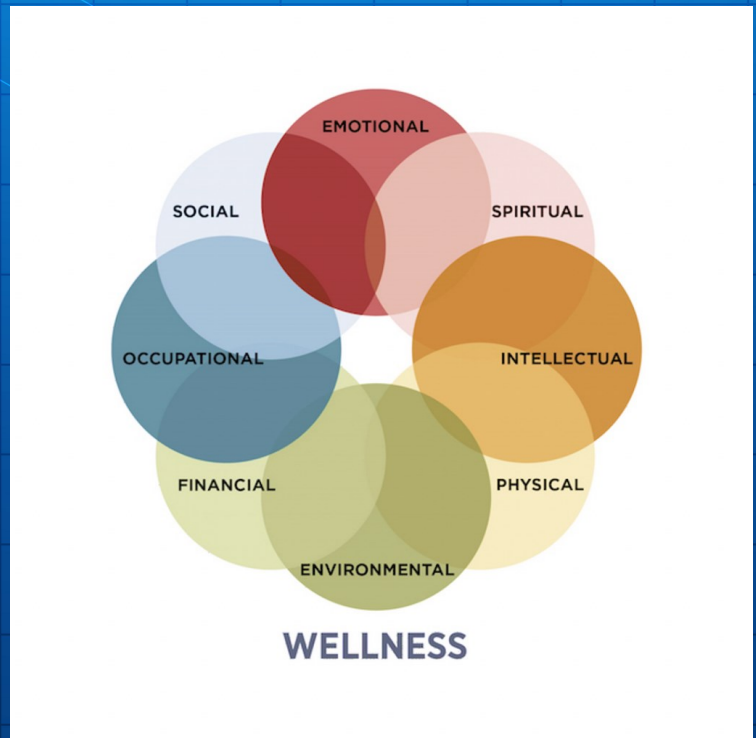 EMOTIONAL
SOCIAL
SPIRITUAL
OCCUPATIONAL
INTELLECTUAL
FINANCIAL
PHYSICAL
ENVIRONMENTAL
WELLNESS